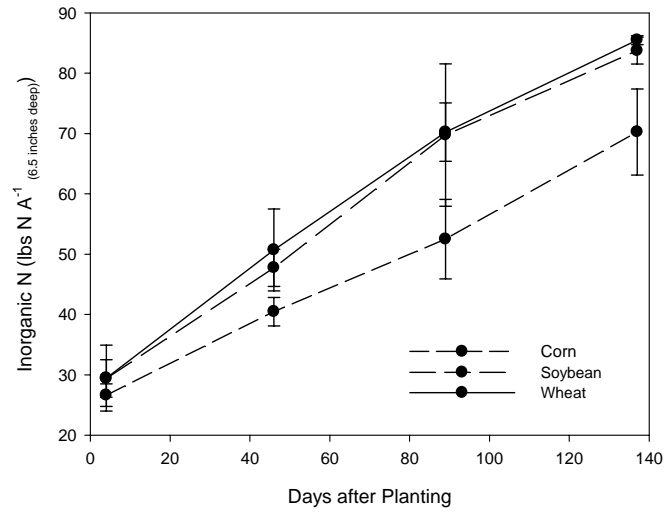 90
80
70
60
50
40
30
20
Inorganic N (lbs N A-1 (6.5 inches deep))
Corn
Soybean
Wheat
0 20 40 60 80 100 120 140
Days after Planting